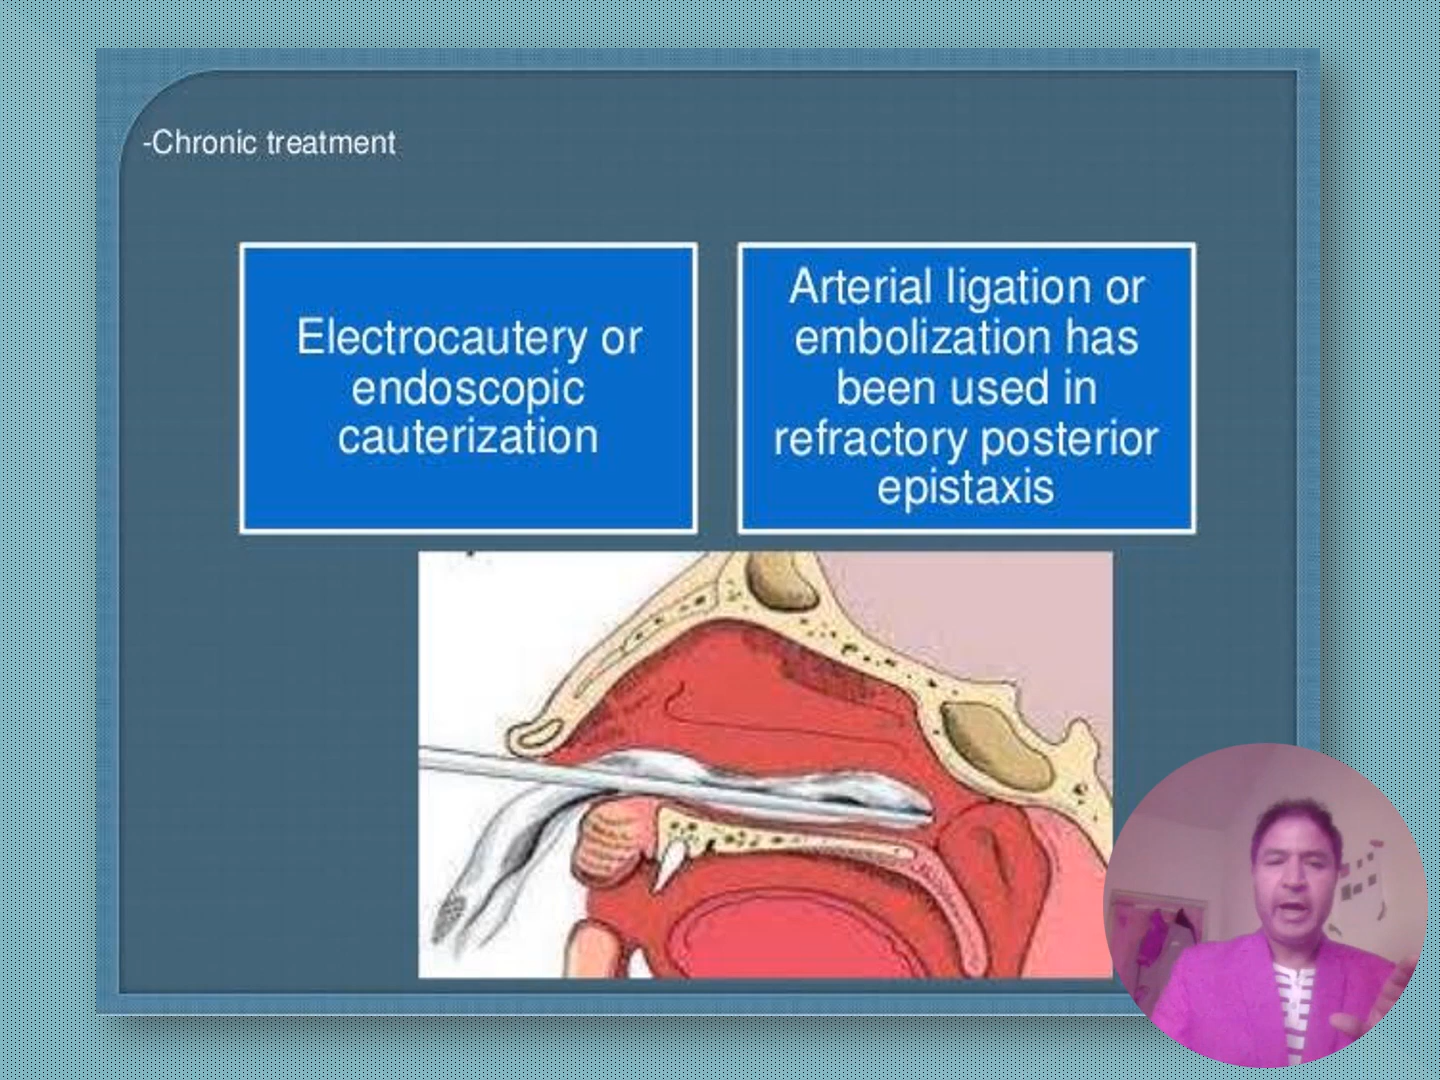 -Chronic treatment
Electrocautery or
endoscopic
cauterization
Arterial ligation or
embolization has
been used in
refractory posterior
epistaxis